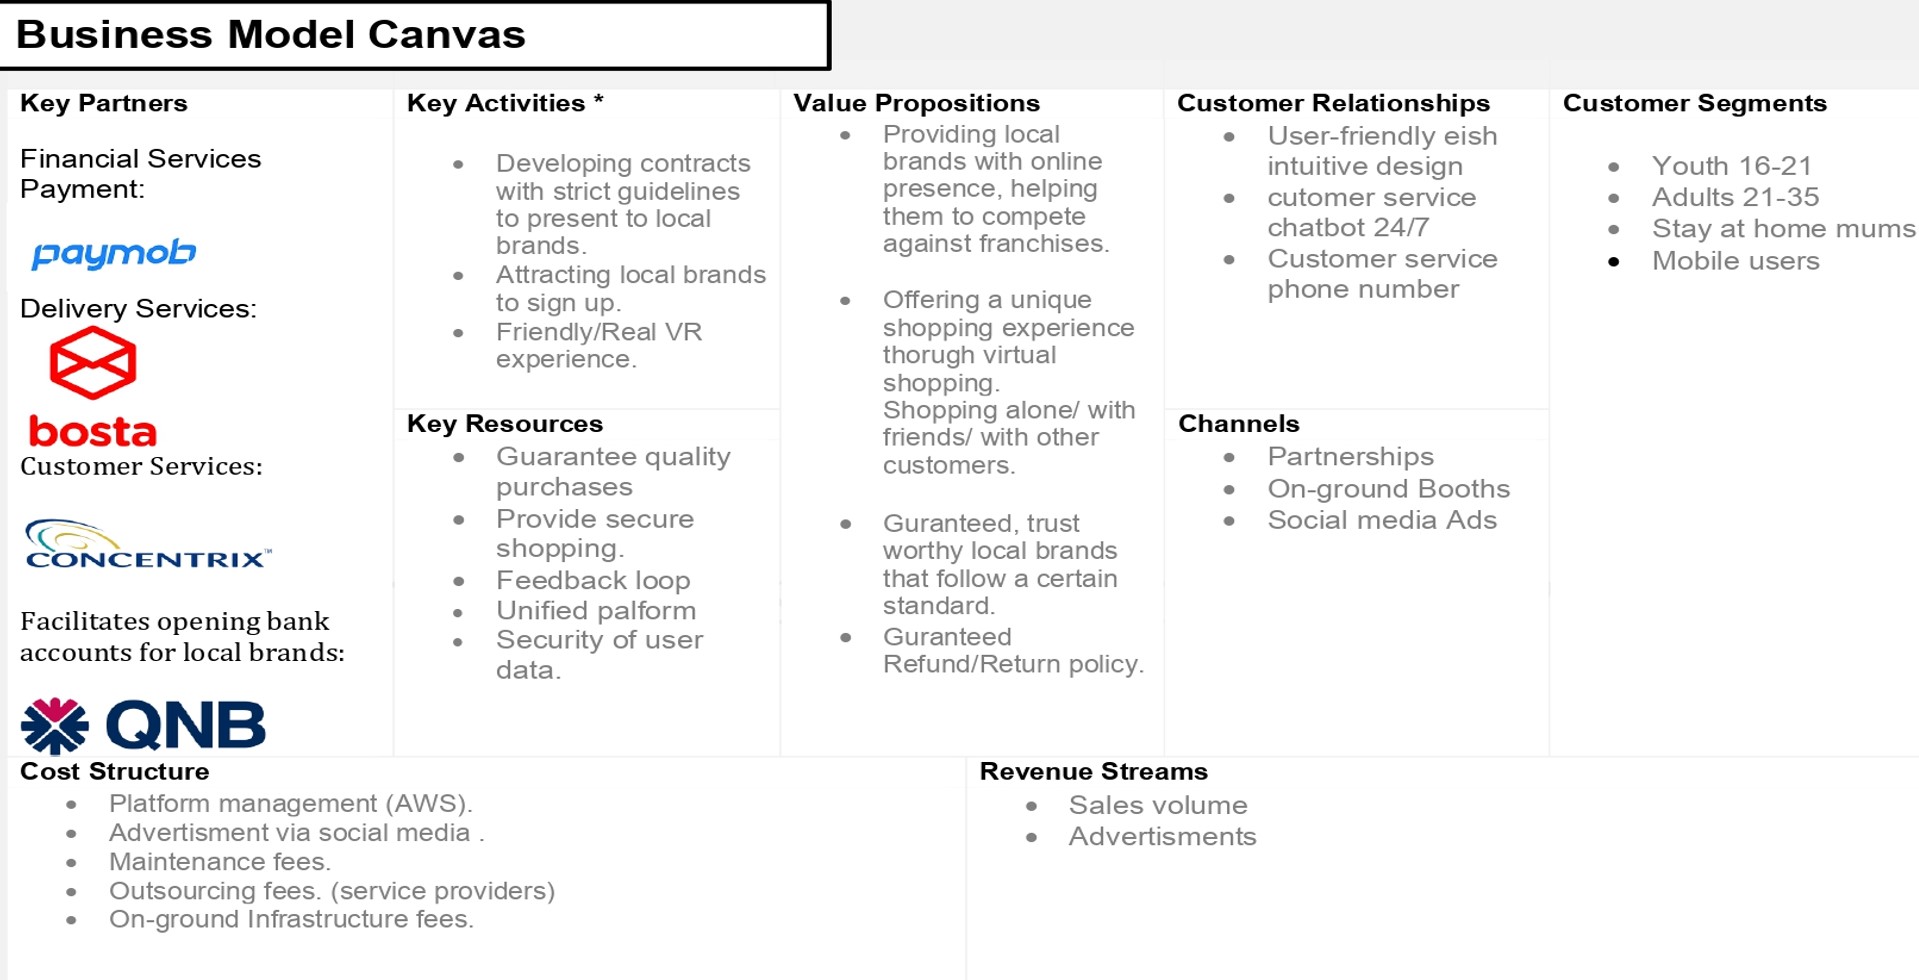 Business Model Canvas
Key Partners
Financial Services
Payment:
paymob
Delivery Services:
bosta
Customer Services:
CONCENTRIX™
Facilitates opening bank
accounts for local brands:
QNB
Key Activities *
• Developing contracts
with strict guidelines
to present to local
brands.
• Attracting local brands
to sign up.
• Friendly/Real VR
experience.
Key Resources
• Guarantee quality
purchases
• Provide secure
shopping.
• Feedback loop
• Unified palform
• Security of user
data.
Value Propositions
• Providing local
brands with online
presence, helping
them to compete
against franchises.
• Offering a unique
shopping experience
thorugh virtual
shopping.
Shopping alone/ with
friends/ with other
customers.
• Guranteed, trust
worthy local brands
that follow a certain
standard.
• Guranteed
Refund/Return policy.
Customer Relationships
• User-friendly eish
intuitive design
• cutomer service
chatbot 24/7
• Customer service
phone number
Channels
• Partnerships
• On-ground Booths
• Social media Ads
Customer Segments
• Youth 16-21
• Adults 21-35
• Stay at home mums
• Mobile users
Cost Structure
• Platform management (AWS).
• Advertisment via social media .
• Maintenance fees.
• Outsourcing fees. (service providers)
• On-ground Infrastructure fees.
Revenue Streams
• Sales volume
• Advertisments